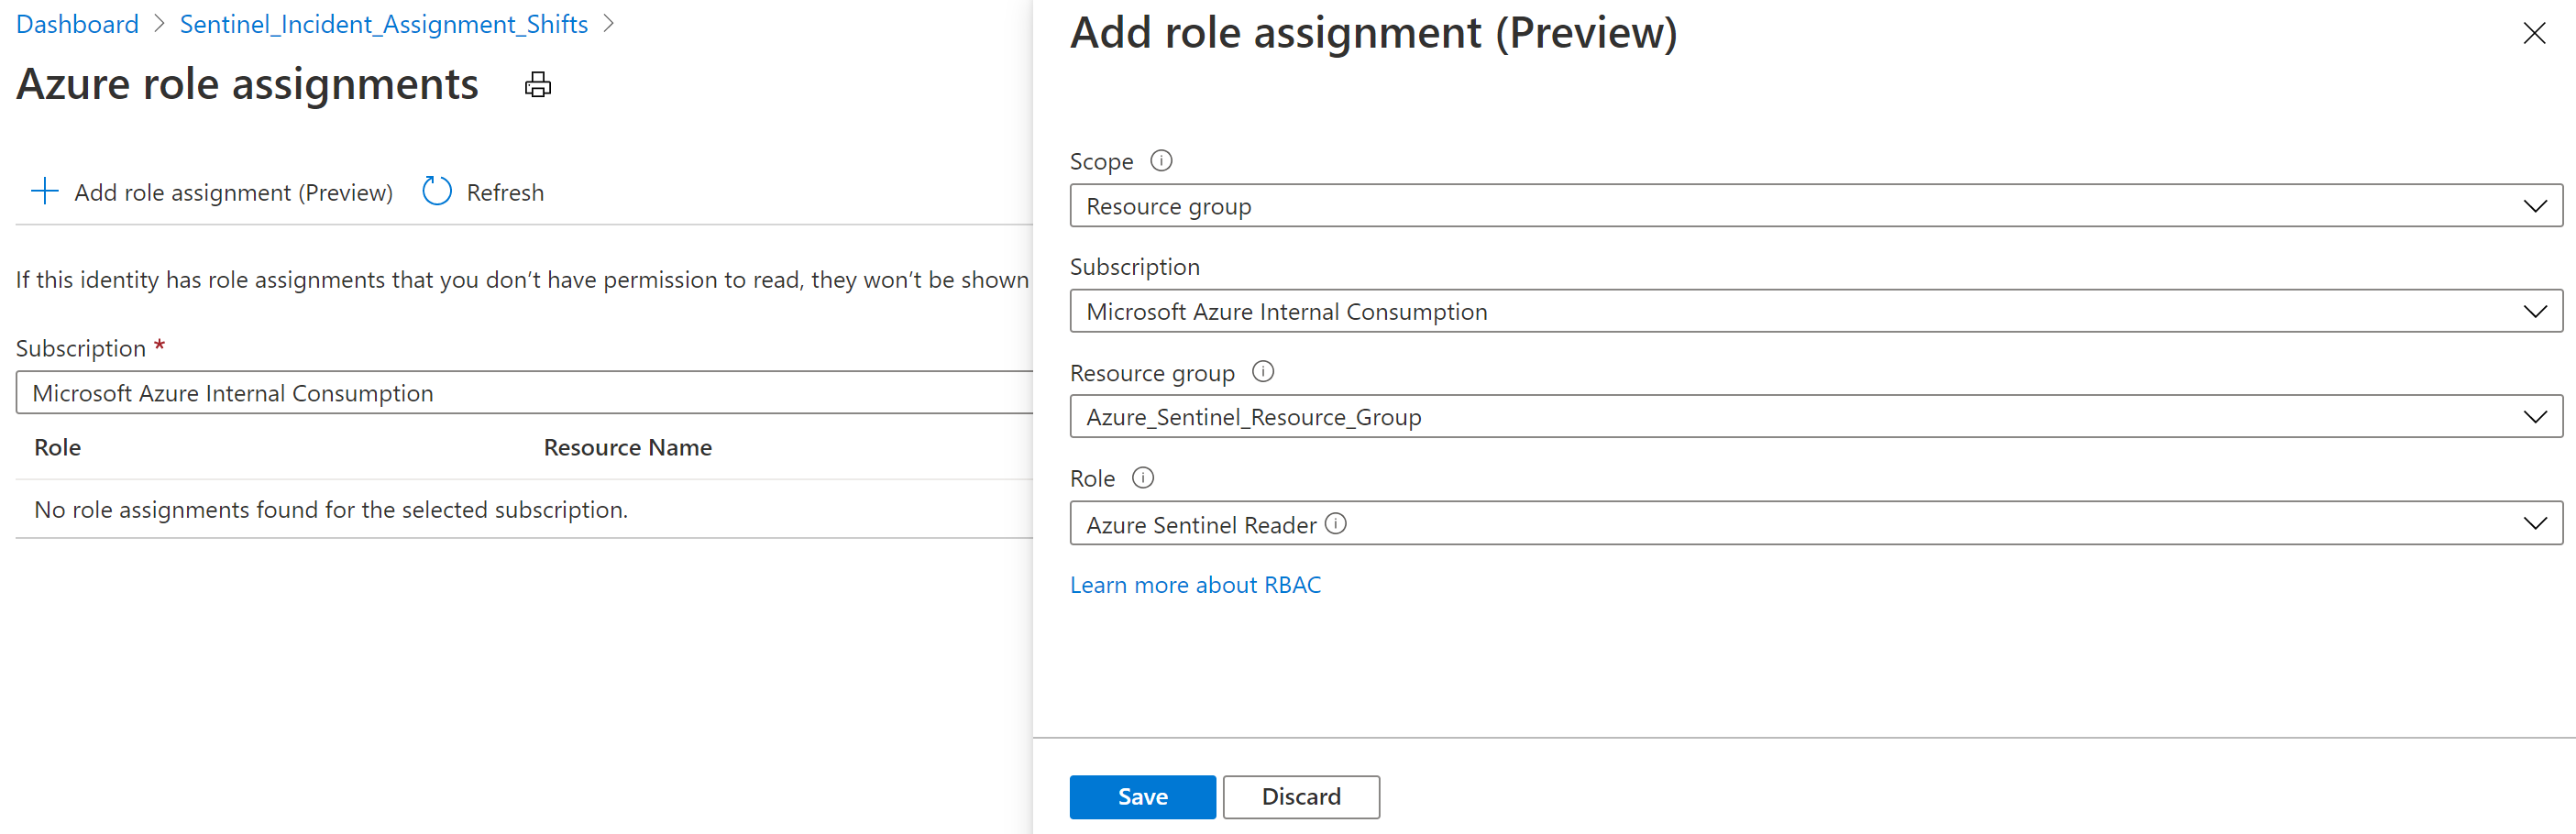 Dashboard > Sentinel_Incident_Assignment_Shifts >
Azure role assignments
Add role assignment (Preview) Refresh
If this identity has role assignments that you don’t have permission to read, they won’t be shown
Subscription *
Microsoft Azure Internal Consumption
Role Resource Name
No role assignments found for the selected subscription.
Add role assignment (Preview)
Scope
Resource group
Subscription
Microsoft Azure Internal Consumption
Resource group
Azure_Sentinel_Resource_Group
Role
Azure Sentinel Reader
Learn more about RBAC
Save Discard